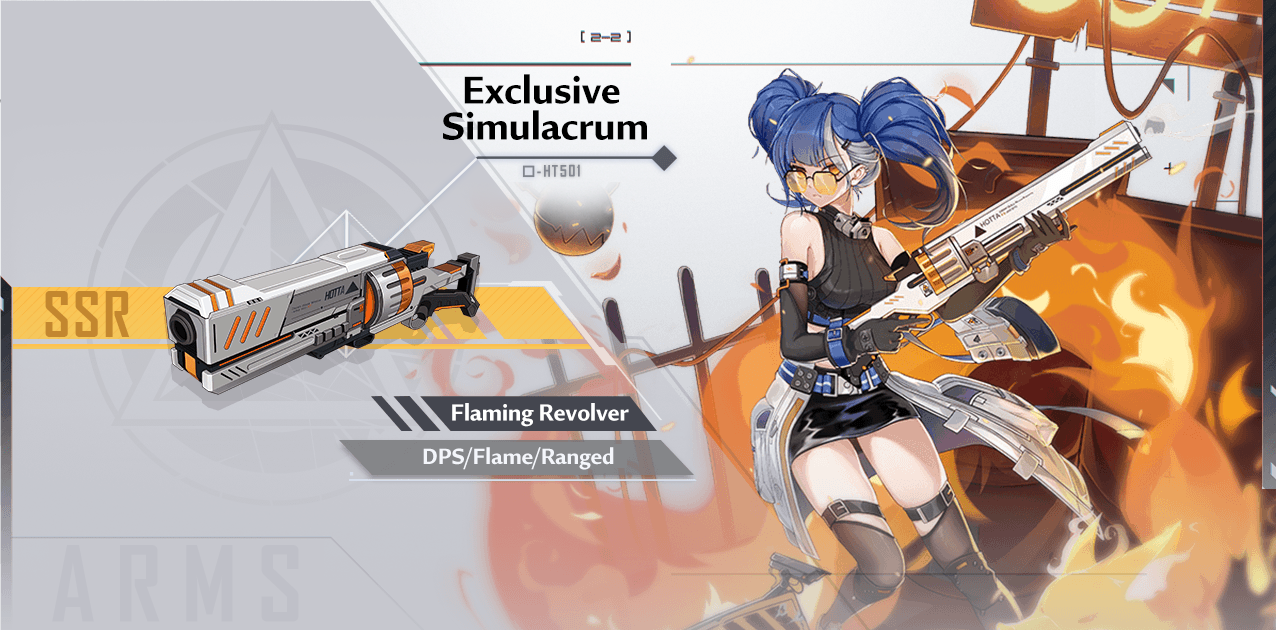 [ 2-2 ]
Exclusive
Simulacrum
-HT501
SSR
HOTTA
HOTTA
Flaming Revolver
DPS/Flame/Ranged
ARMS